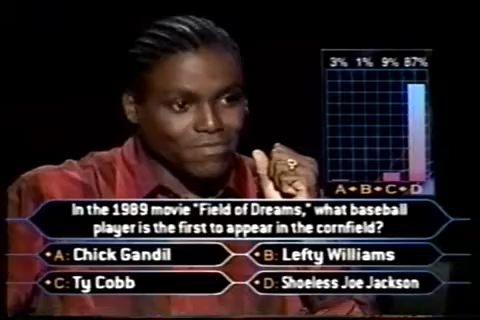 3% 1% 9% 87%
A B C D
In the 1989 movie "Field of Dreams," what baseball
player is the first to appear in the cornfield?
A: Chick Gandil
B: Lefty Williams
C: Ty Cobb
D: Shoeless Joe Jackson